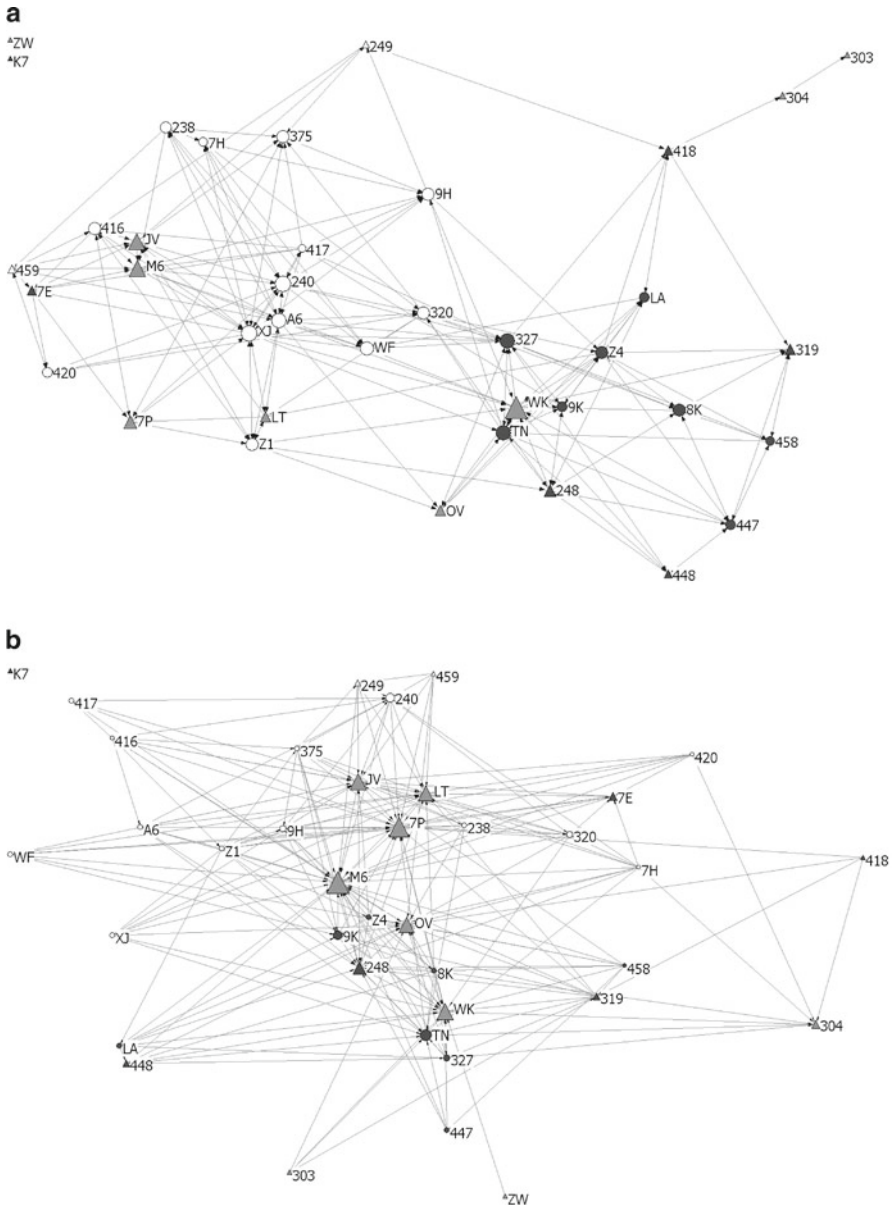 a
ZW
K7
249
303
304
238
7H
375
418
9H
416
JV
417
M6
459
7E
240
LA
320
A6
XJ
327
WF
Z4
319
420
WK
9K
8K
7P
LT
TN
Z1
458
248
OV
447
448
b
K7
249
459
417
240
416
375
420
JV
LT
7E
7P
A6
9H
238
320
Z1
WF
418
7H
M6
Z4
OV
9K
XJ
248
8K
458
319
WK
304
TN
LA
327
448
447
303
ZW